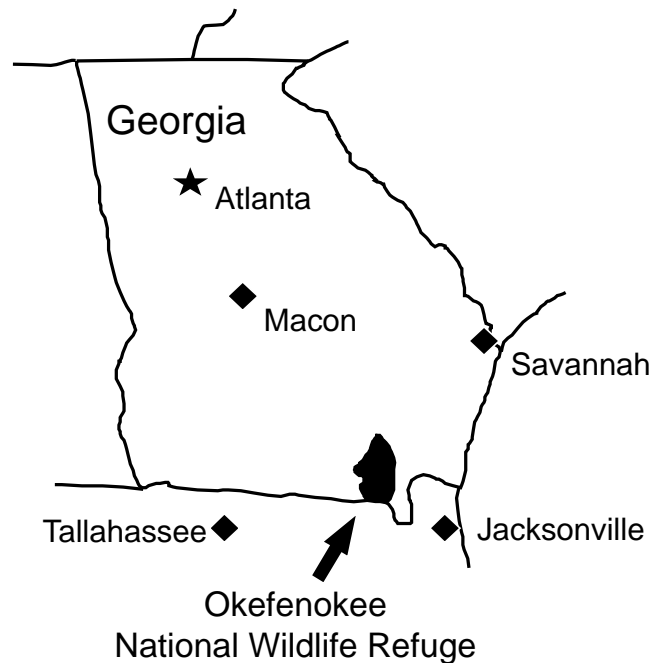 Georgia
Atlanta
Macon
Savannah
Tallahassee
Jacksonville
Okefenokee
National Wildlife Refuge